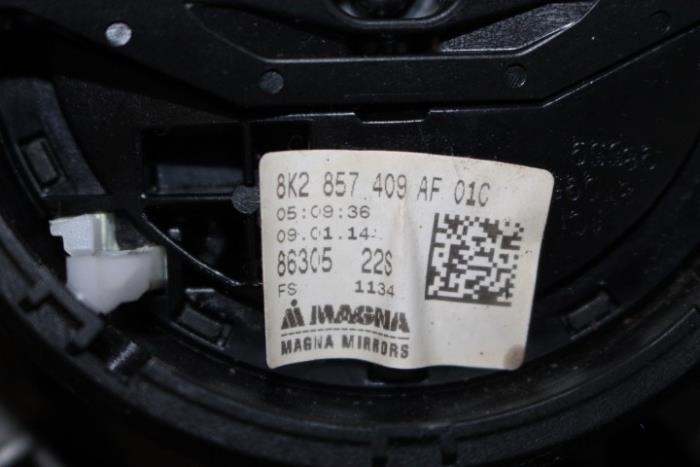 8K2 857 409 AF 01C
05:09:36
09.01.14
86305 22S
FS 1134
MAGNA
MAGNA MIRRORS